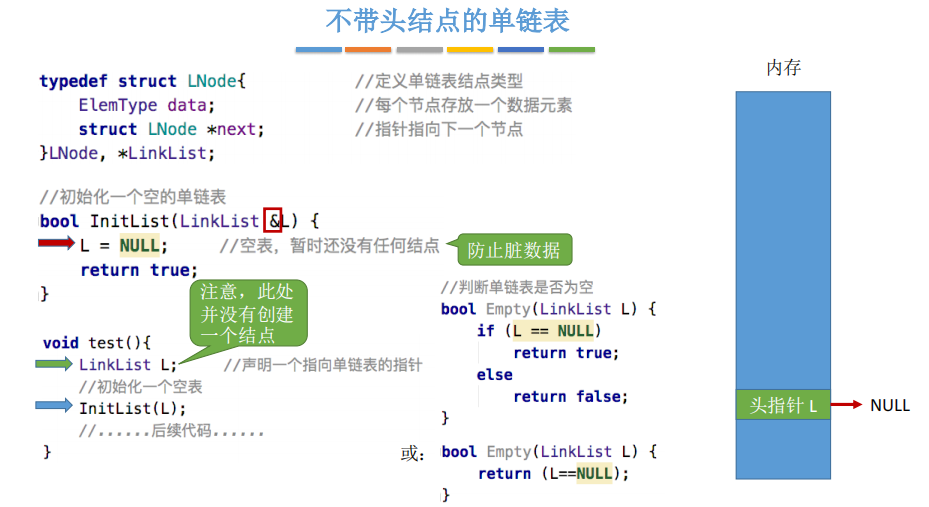 不带头结点的单链表
typedef struct LNode{ //定义单链表结点类型
ElemType data; //每个节点存放一个数据元素
struct LNode *next; //指针指向下一个节点
}LNode, *LinkList;
//初始化一个空的单链表
bool InitList(LinkList &L) {
L = NULL; //空表，暂时还没有任何结点
防止脏数据
return true;
}
注意，此处
并没有创建
一个结点
void test(){
LinkList L; //声明一个指向单链表的指针
//初始化一个空表
InitList(L);
//......后续代码......
}
//判断单链表是否为空
bool Empty(LinkList L) {
if (L == NULL)
return true;
else
return false;
}
或：
bool Empty(LinkList L) {
return (L==NULL);
}
内存
头指针 L
NULL